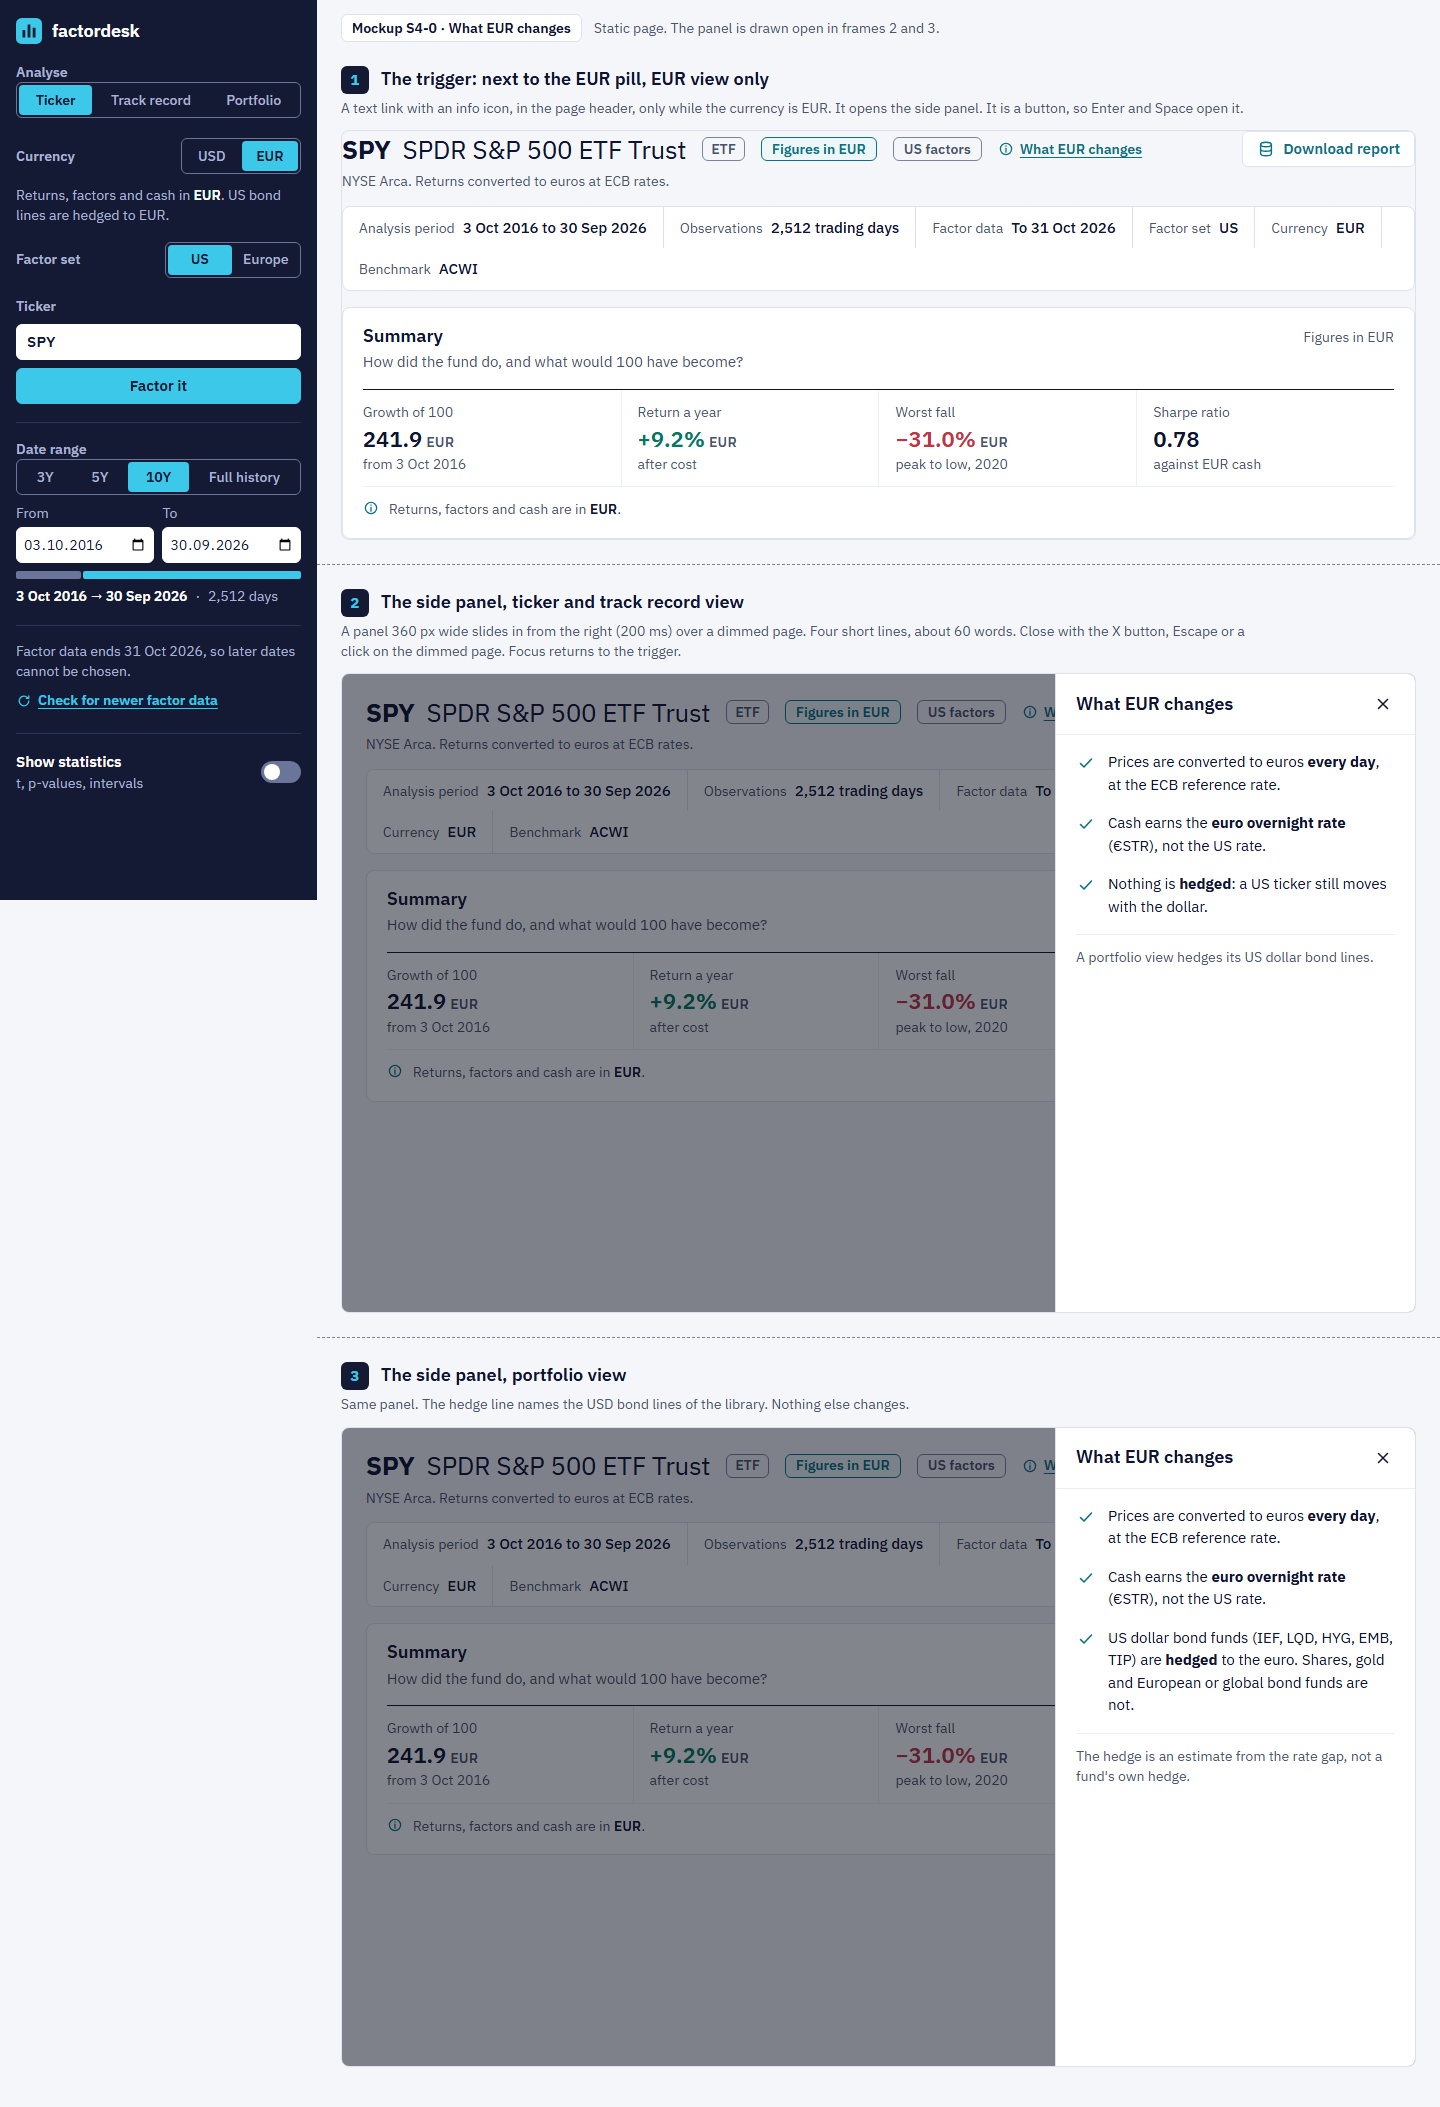 factordesk
Analyse
Ticker Track record Portfolio
Currency USD EUR
Returns, factors and cash in EUR. US bond
lines are hedged to EUR.
Factor set US Europe
Ticker
SPY
Factor it
Date range
3Y 5Y 10Y Full history
From To
03.10.2016 30.09.2026
3 Oct 2016 → 30 Sep 2026 · 2,512 days
Factor data ends 31 Oct 2026, so later dates
cannot be chosen.
Check for newer factor data
Show statistics
t, p-values, intervals
Mockup S4-0 · What EUR changes Static page. The panel is drawn open in frames 2 and 3.
1 The trigger: next to the EUR pill, EUR view only
A text link with an info icon, in the page header, only while the currency is EUR. It opens the side panel. It is a button, so Enter and Space open it.
SPY SPDR S&P 500 ETF Trust ETF Figures in EUR US factors What EUR changes Download report
NYSE Arca. Returns converted to euros at ECB rates.
Analysis period 3 Oct 2016 to 30 Sep 2026 Observations 2,512 trading days Factor data To 31 Oct 2026 Factor set US Currency EUR
Benchmark ACWI
Summary Figures in EUR
How did the fund do, and what would 100 have become?
Growth of 100 Return a year Worst fall Sharpe ratio
241.9 EUR +9.2% EUR −31.0% EUR 0.78
from 3 Oct 2016 after cost peak to low, 2020 against EUR cash
Returns, factors and cash are in EUR.
2 The side panel, ticker and track record view
A panel 360 px wide slides in from the right (200 ms) over a dimmed page. Four short lines, about 60 words. Close with the X button, Escape or a
click on the dimmed page. Focus returns to the trigger.
SPY SPDR S&P 500 ETF Trust ETF Figures in EUR US factors W
NYSE Arca. Returns converted to euros at ECB rates.
Analysis period 3 Oct 2016 to 30 Sep 2026 Observations 2,512 trading days Factor data To
Currency EUR Benchmark ACWI
Summary
How did the fund do, and what would 100 have become?
Growth of 100 Return a year Worst fall
241.9 EUR +9.2% EUR −31.0% EUR
from 3 Oct 2016 after cost peak to low, 2020
Returns, factors and cash are in EUR.
What EUR changes
Prices are converted to euros every day,
at the ECB reference rate.
Cash earns the euro overnight rate
(€STR), not the US rate.
Nothing is hedged: a US ticker still moves
with the dollar.
A portfolio view hedges its US dollar bond lines.
3 The side panel, portfolio view
Same panel. The hedge line names the USD bond lines of the library. Nothing else changes.
SPY SPDR S&P 500 ETF Trust ETF Figures in EUR US factors W
NYSE Arca. Returns converted to euros at ECB rates.
Analysis period 3 Oct 2016 to 30 Sep 2026 Observations 2,512 trading days Factor data To
Currency EUR Benchmark ACWI
Summary
How did the fund do, and what would 100 have become?
Growth of 100 Return a year Worst fall
241.9 EUR +9.2% EUR −31.0% EUR
from 3 Oct 2016 after cost peak to low, 2020
Returns, factors and cash are in EUR.
What EUR changes
Prices are converted to euros every day,
at the ECB reference rate.
Cash earns the euro overnight rate
(€STR), not the US rate.
US dollar bond funds (IEF, LQD, HYG, EMB,
TIP) are hedged to the euro. Shares, gold
and European or global bond funds are
not.
The hedge is an estimate from the rate gap, not a
fund's own hedge.